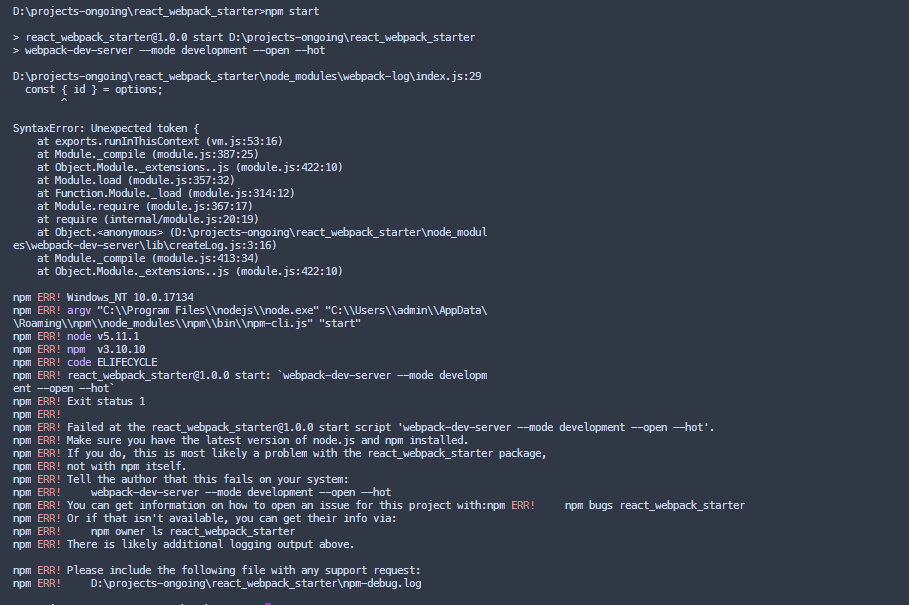 D:\projects-ongoing\react_webpack_starter>npm start
> react_webpack_starter@1.0.0 start D:\projects-ongoing\react_webpack_starter
> webpack-dev-server --mode development --open --hot
D:\projects-ongoing\react_webpack_starter\node_modules\webpack-log\index.js:29
  const { id } = options;
        ^
SyntaxError: Unexpected token {
    at exports.runInThisContext (vm.js:53:16)
    at Module._compile (module.js:387:25)
    at Object.Module._extensions..js (module.js:422:10)
    at Module.load (module.js:357:32)
    at Function.Module._load (module.js:314:12)
    at Module.require (module.js:367:17)
    at require (internal/module.js:20:19)
    at Object.<anonymous> (D:\projects-ongoing\react_webpack_starter\node_modul
es\webpack-dev-server\lib\createLog.js:3:16)
    at Module._compile (module.js:413:34)
    at Object.Module._extensions..js (module.js:422:10)
npm ERR! Windows_NT 10.0.17134
npm ERR! argv "C:\\Program Files\\nodejs\\node.exe" "C:\\Users\\admin\\AppData\
\Roaming\\npm\\node_modules\\npm\\bin\\npm-cli.js" "start"
npm ERR! node v5.11.1
npm ERR! npm  v3.10.10
npm ERR! code ELIFECYCLE
npm ERR! react_webpack_starter@1.0.0 start: `webpack-dev-server --mode developm
ent --open --hot`
npm ERR! Exit status 1
npm ERR!
npm ERR! Failed at the react_webpack_starter@1.0.0 start script 'webpack-dev-server --mode development --open --hot'.
npm ERR! Make sure you have the latest version of node.js and npm installed.
npm ERR! If you do, this is most likely a problem with the react_webpack_starter package,
npm ERR! not with npm itself.
npm ERR! Tell the author that this fails on your system:
npm ERR!     webpack-dev-server --mode development --open --hot
npm ERR! You can get information on how to open an issue for this project with:npm ERR!     npm bugs react_webpack_starter
npm ERR! Or if that isn't available, you can get their info via:
npm ERR!     npm owner ls react_webpack_starter
npm ERR! There is likely additional logging output above.
npm ERR! Please include the following file with any support request:
npm ERR!     D:\projects-ongoing\react_webpack_starter\npm-debug.log